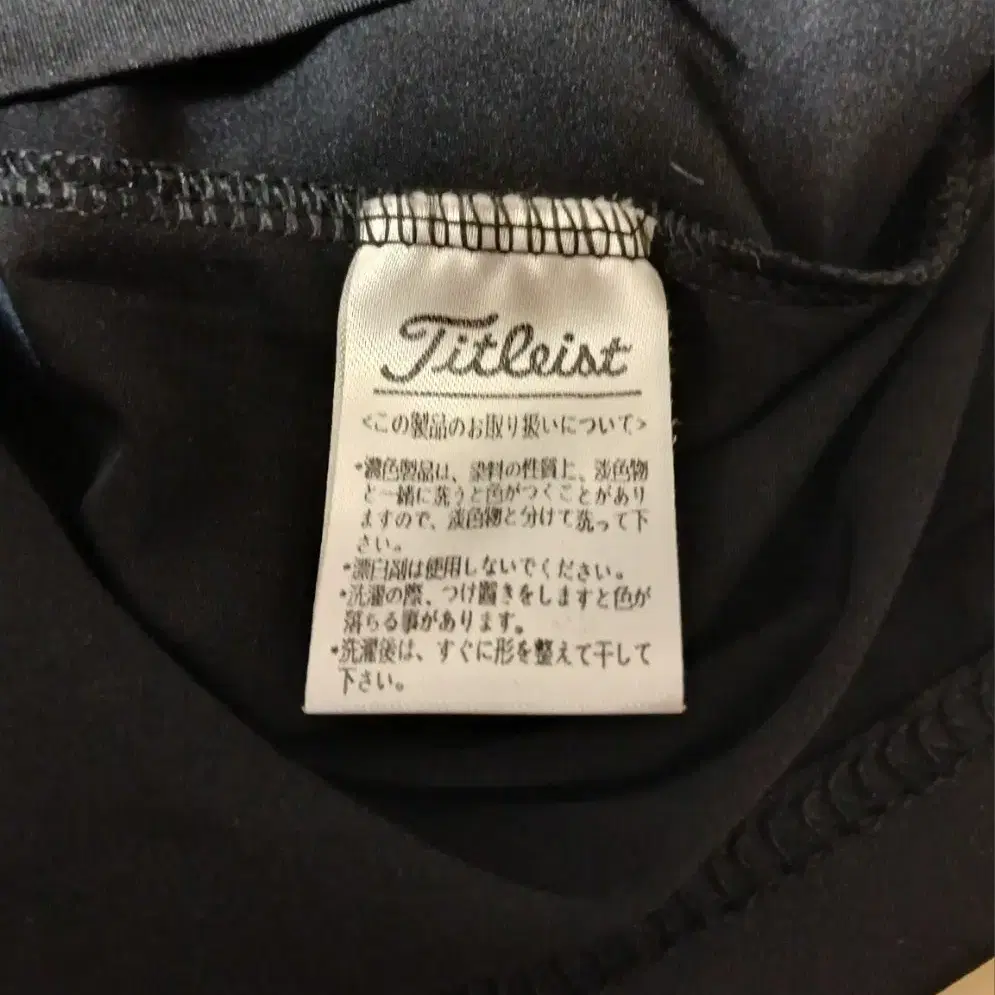 Titleist
<この製品のお取り扱いについて>
・濃色製品は、染料の性質上、淡色物
と一緒に洗うと色がつくことがあり
ますので、淡色物と分けて洗って下
さい。
・漂白剤は使用しないでください。
・洗濯の際、つけ置きをしますと色が
落ちる事があります。
・洗濯後は、すぐに形を整えて干して
下さい。